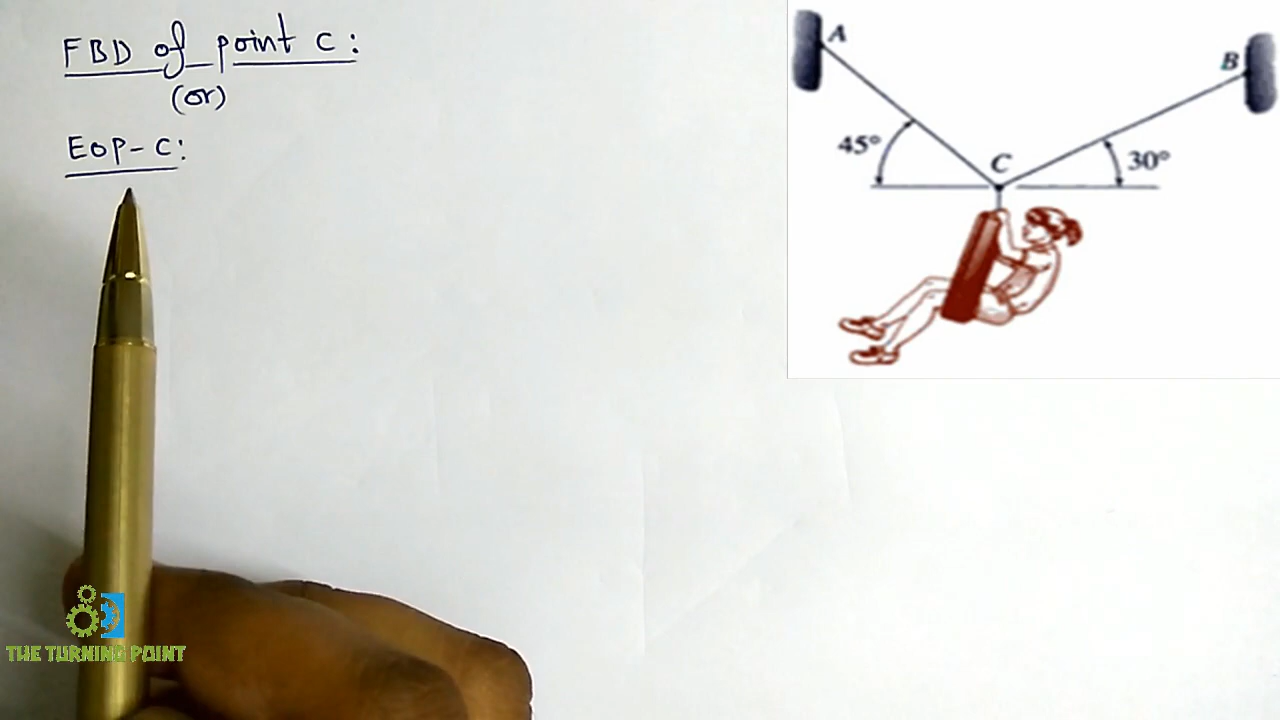 FBD of point C:
(or)
EOP-C:
A
B
45°
C
30°
THE TURNING POINT